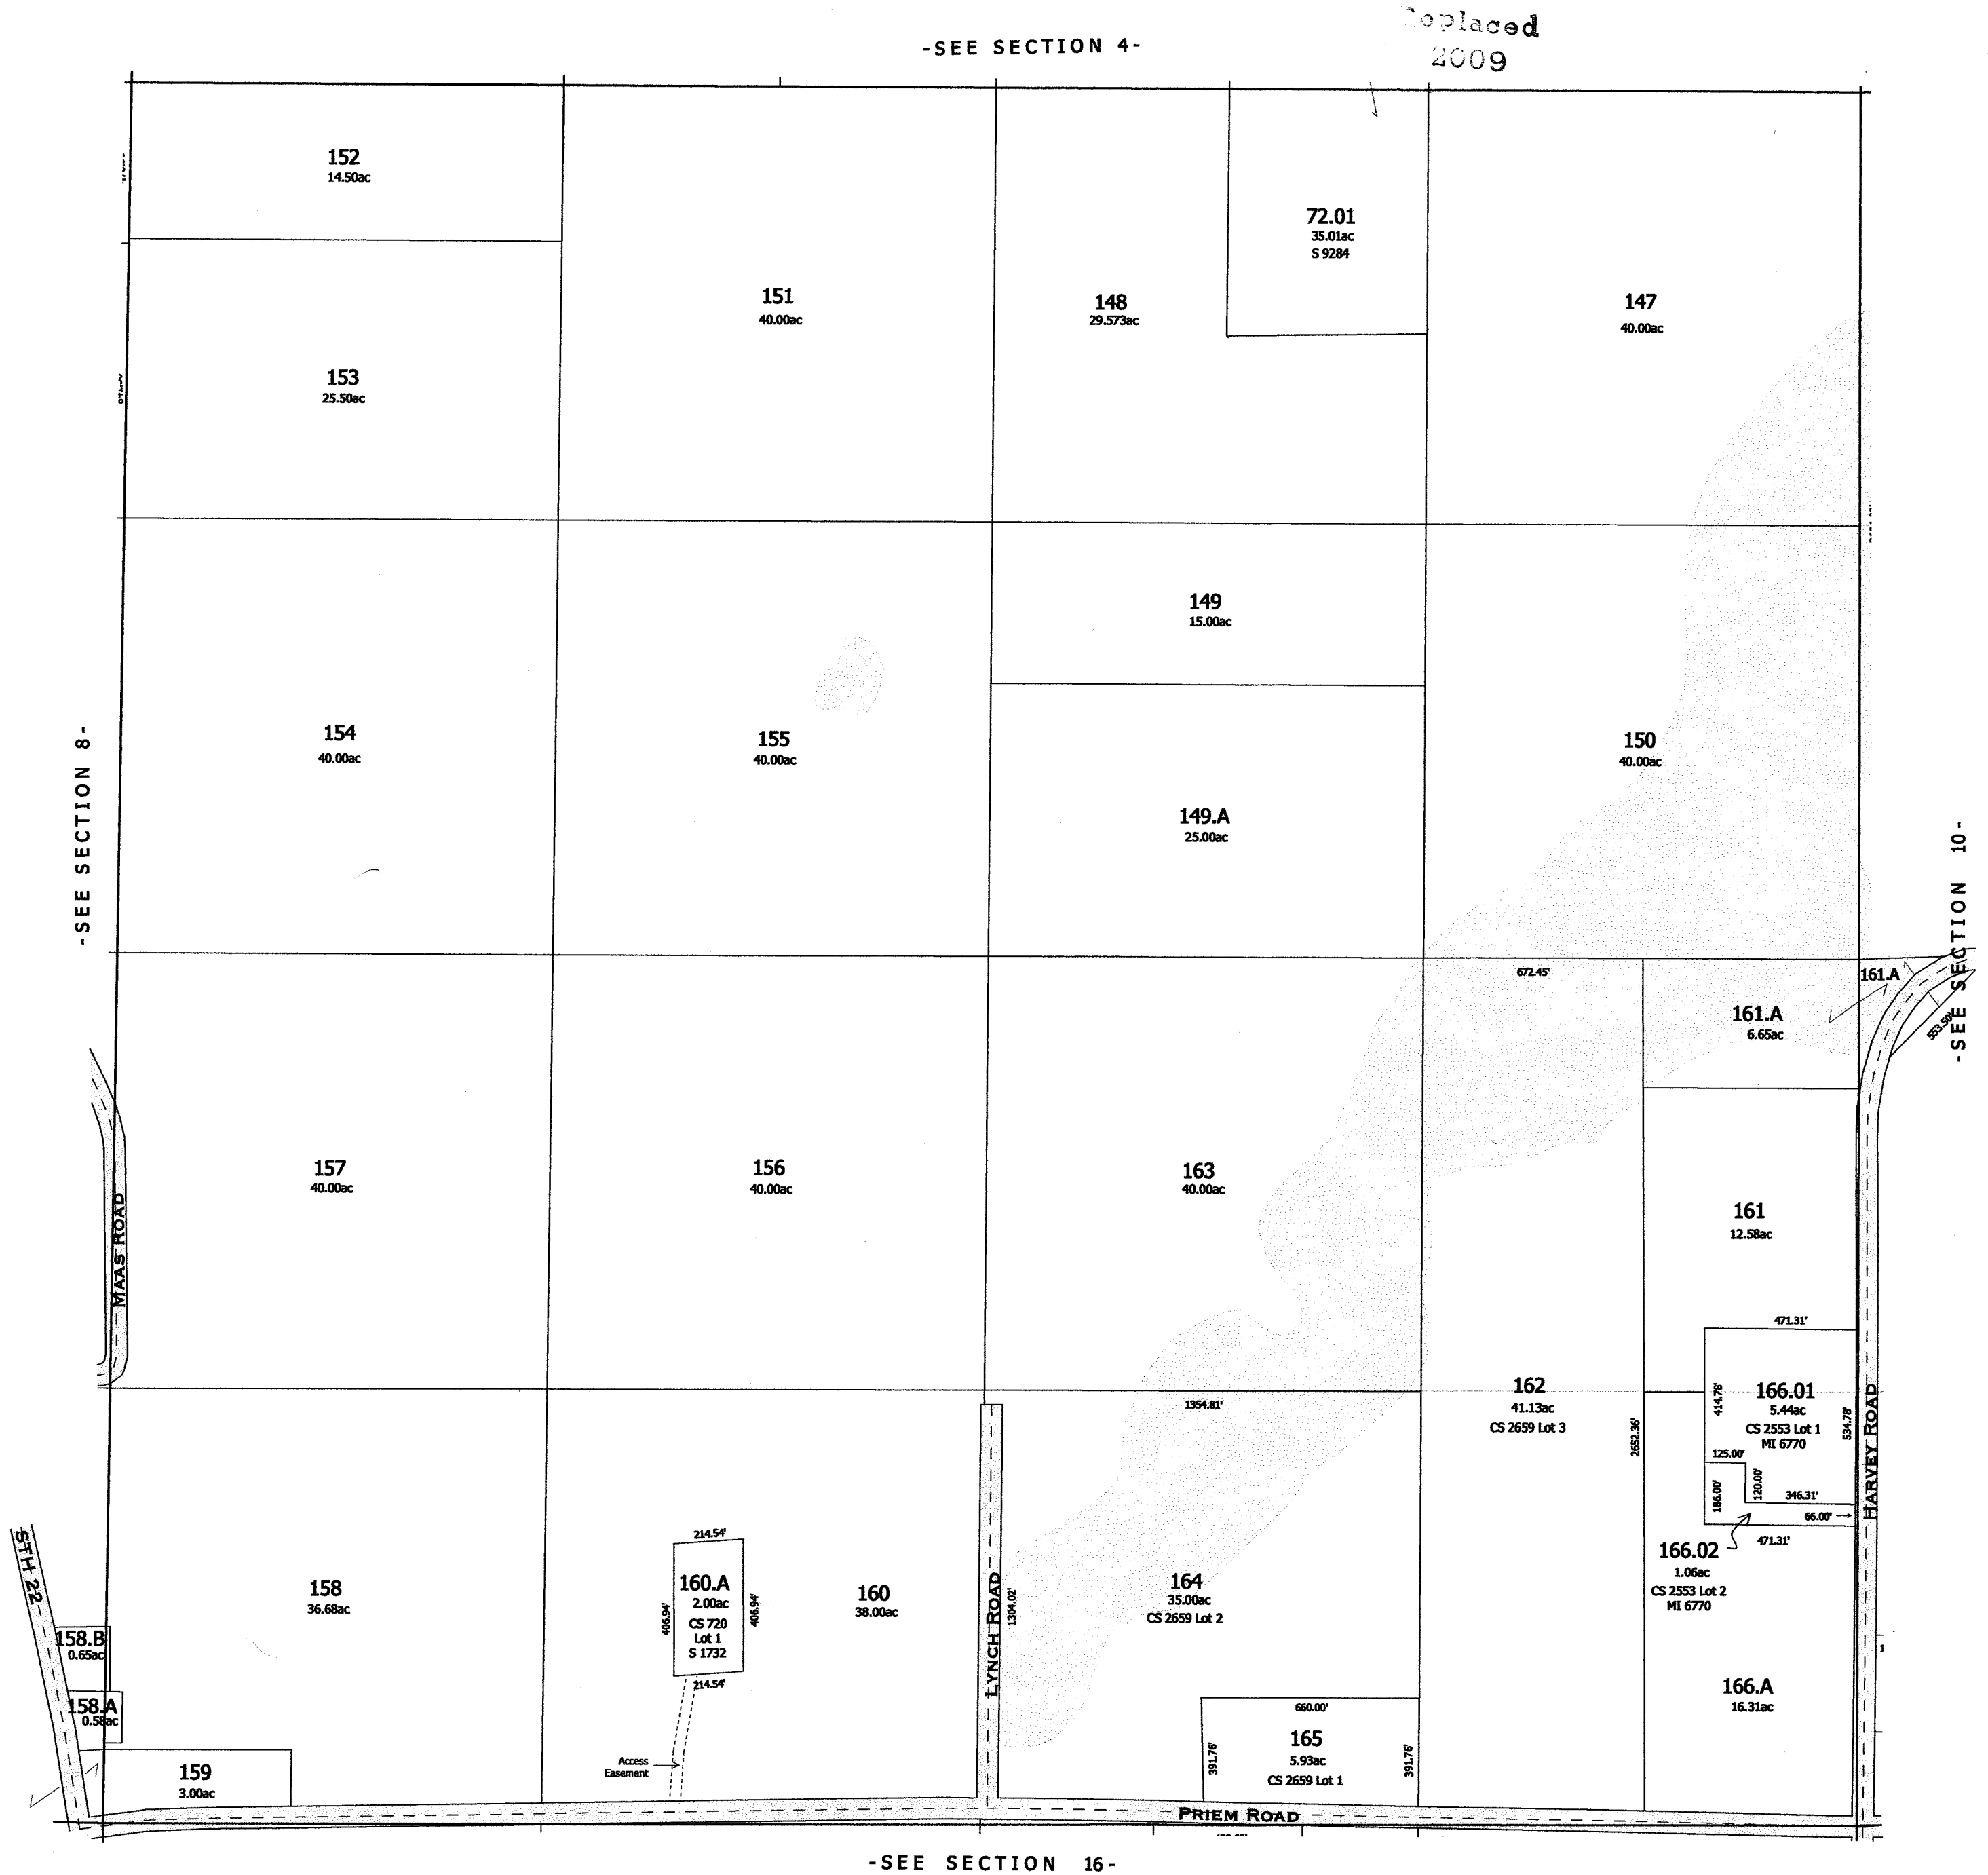 -SEE SECTION 4-
2009
152
14.50ac
72.01
35.01ac
S 9284
151
40.00ac
148
29.573ac
147
40.00ac
153
25.50ac
149
15.00ac
154
40.00ac
155
40.00ac
150
40.00ac
149.A
25.00ac
-SEE SECTION 8-
-SEE SECTION 10-
672.45'
161.A
161.A
6.65ac
553.50'
157
40.00ac
156
40.00ac
163
40.00ac
161
12.58ac
MAAS ROAD
471.31'
162
41.13ac
CS 2659 Lot 3
1354.81'
2652.36'
414.78'
166.01
5.44ac
CS 2553 Lot 1
MI 6770
534.78'
HARVEY ROAD
125.00'
186.00'
120.00'
346.31'
66.00'
471.31'
166.02
1.06ac
CS 2553 Lot 2
MI 6770
STH 22
158
36.68ac
214.54'
160.A
2.00ac
CS 720
Lot 1
S 1732
406.94'
406.94'
214.54'
160
38.00ac
LYNCH ROAD
1304.02'
164
35.00ac
CS 2659 Lot 2
158.B
0.65ac
158.A
0.58ac
166.A
16.31ac
660.00'
165
5.93ac
CS 2659 Lot 1
391.76'
391.76'
Access
Easement
159
3.00ac
PRIEM ROAD
-SEE SECTION 16-